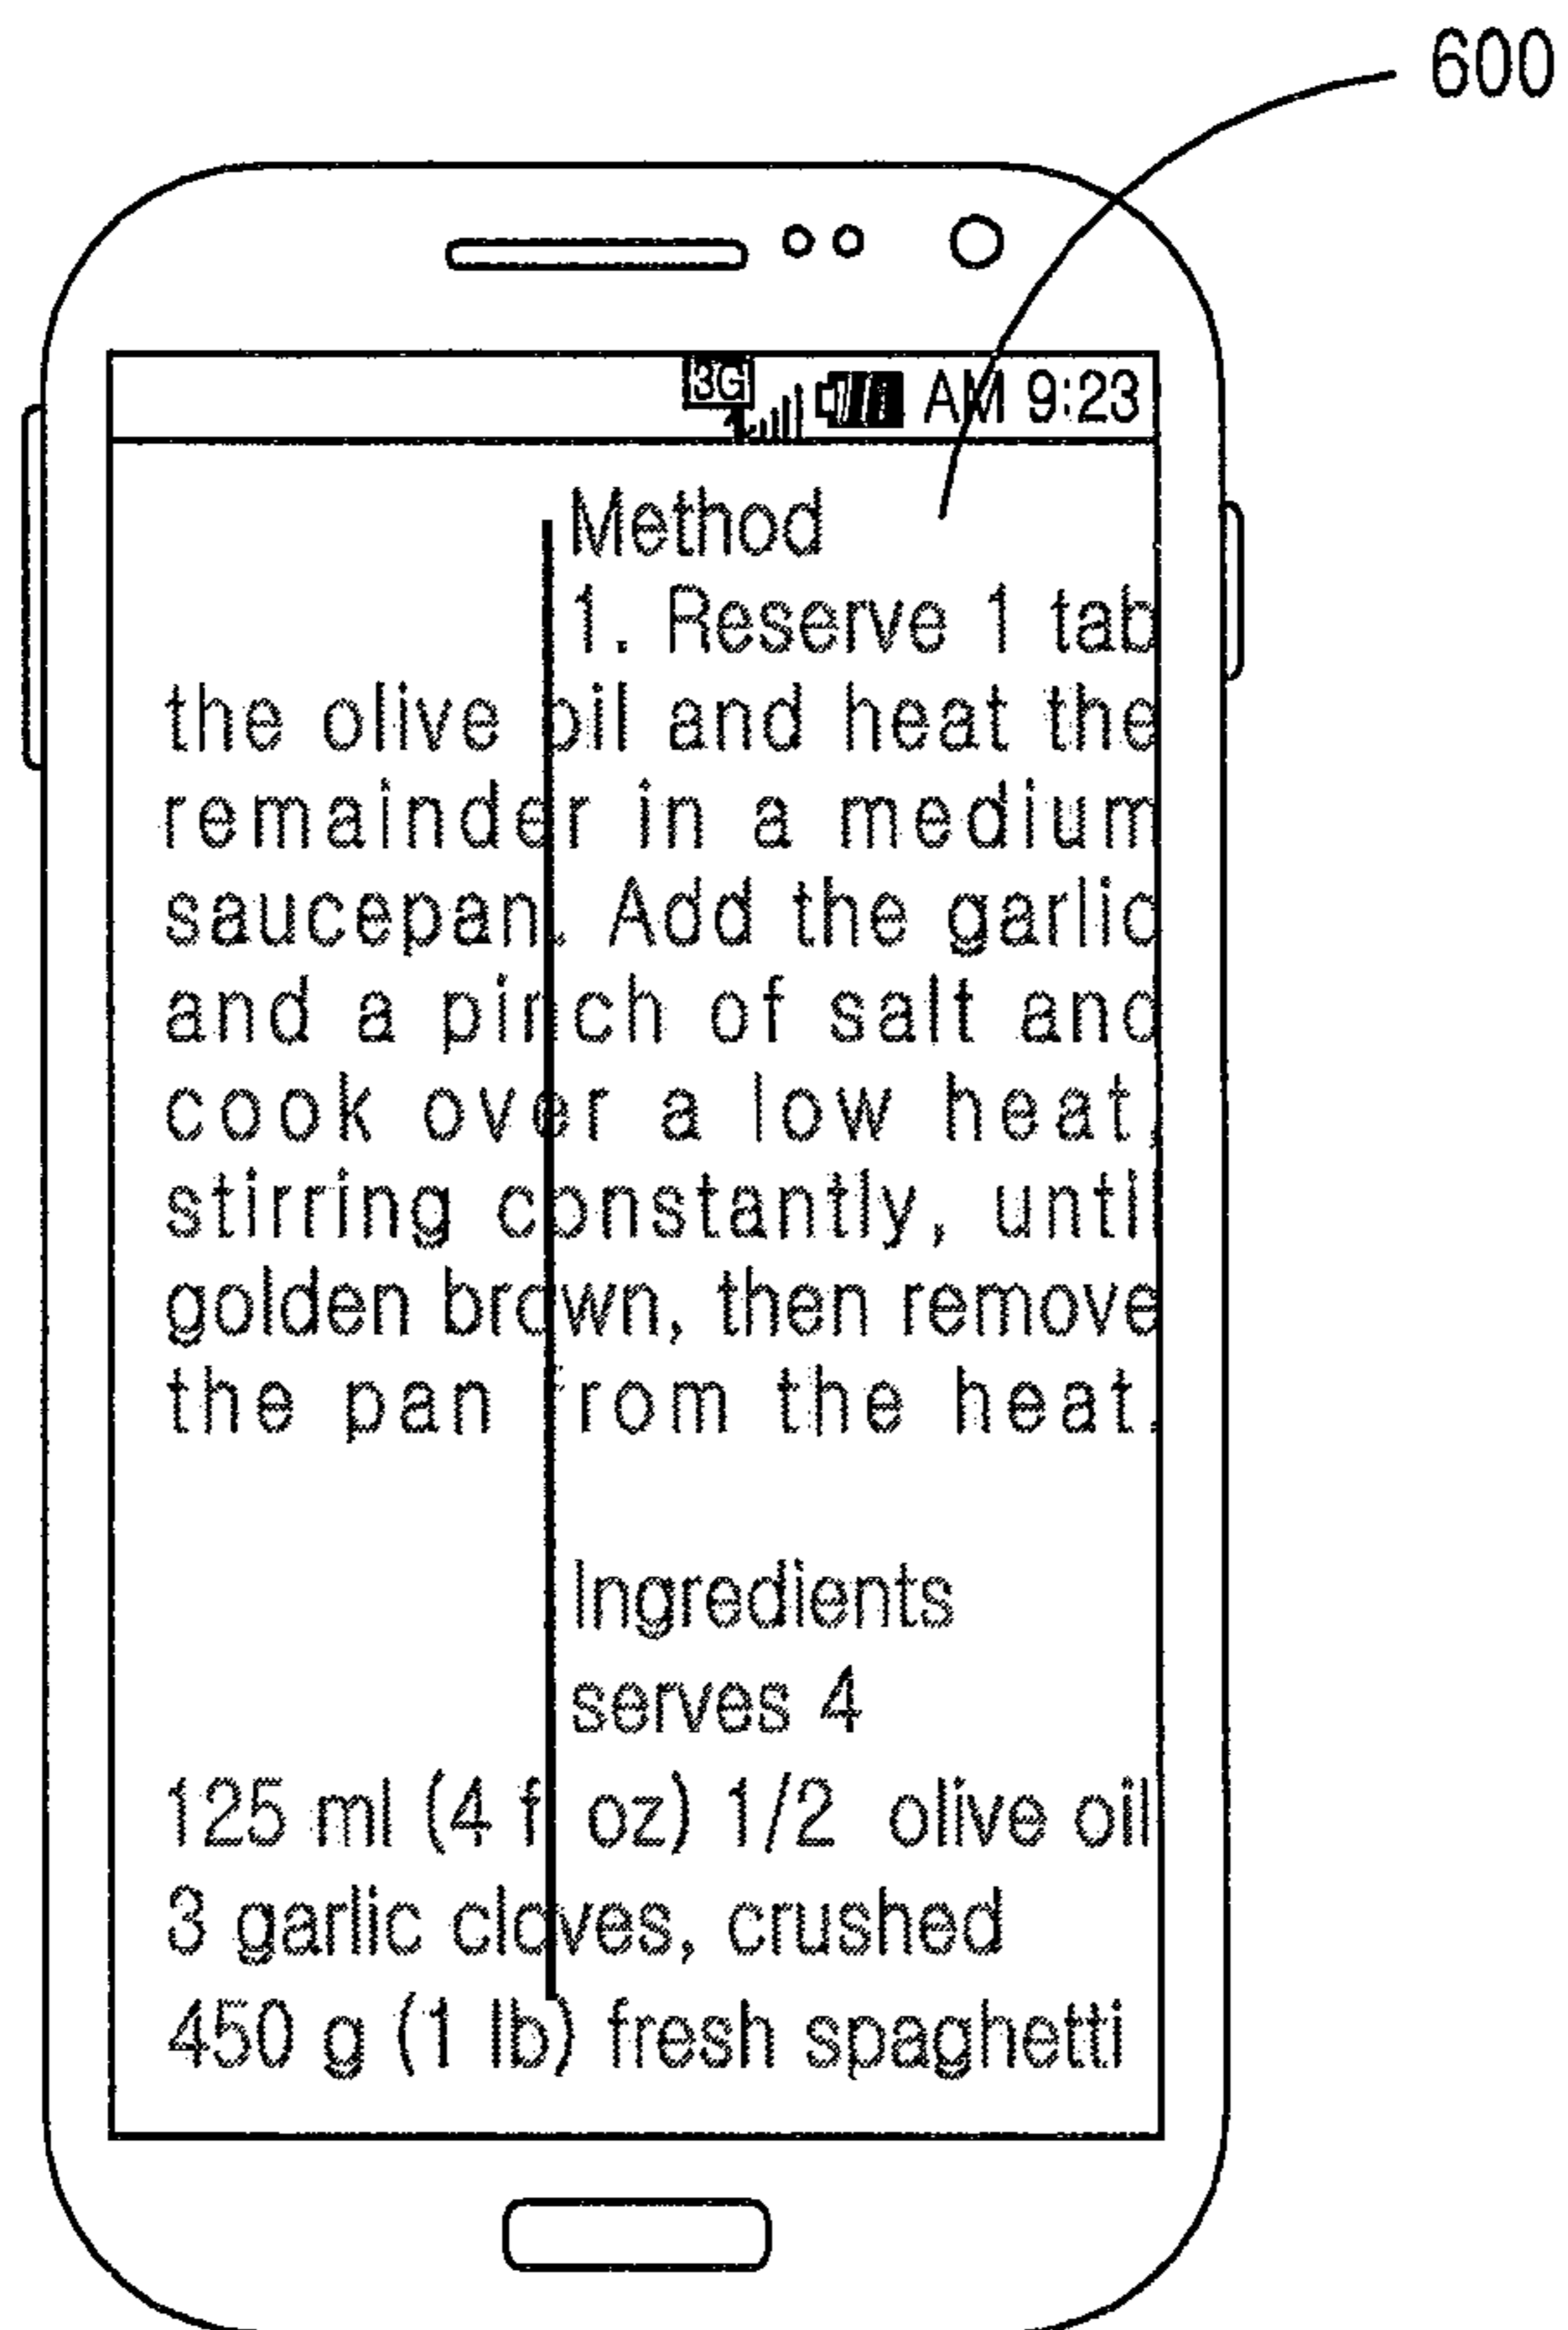 600
3G AM 9:23
Method
1. Reserve 1 tab
the olive oil and heat the
remainder in a medium
saucepan. Add the garlic
and a pinch of salt and
cook over a low heat,
stirring constantly, until
golden brown, then remove
the pan from the heat.
Ingredients
serves 4
125 ml (4 fl oz) 1/2 olive oil
3 garlic cloves, crushed
450 g (1 lb) fresh spaghetti